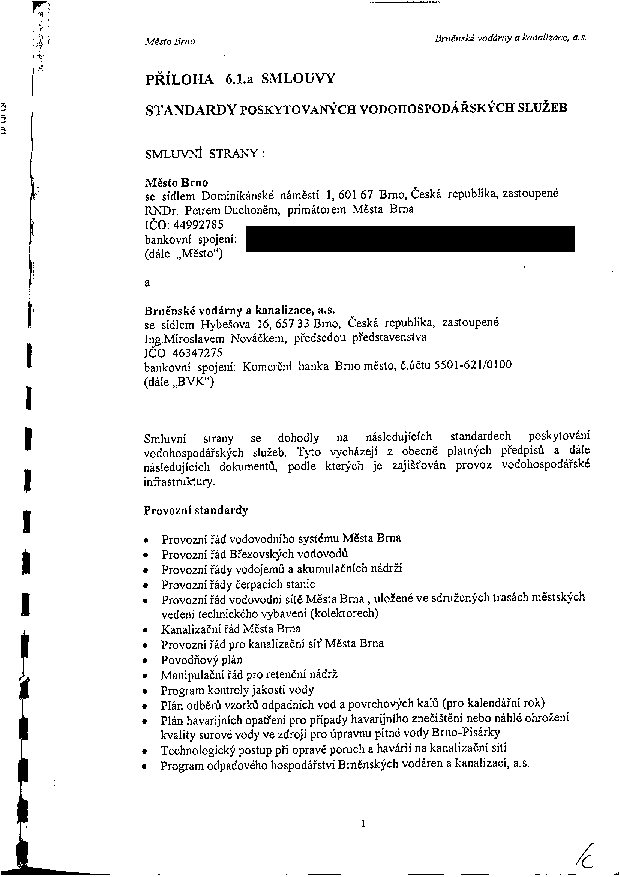 Město Brno
Brněnské vodárny a kanalizace, a.s.
PŘÍLOHA 6.1.a SMLOUVY
STANDARDY POSKYTOVANÝCH VODOHOSPODÁŘSKÝCH SLUŽEB
SMLUVNÍ STRANY :
Město Brno
se sídlem Dominikánské náměstí 1, 601 67 Brno, Česká republika, zastoupené
RNDr. Petrem Duchoněm, primátorem Města Brna
IČO: 44992785
bankovní spojení:
(dále „Město“)
a
Brněnské vodárny a kanalizace, a.s.
se sídlem Hybešova 16, 657 33 Brno, Česká republika, zastoupené
Ing.Miroslavem Nováčkem, předsedou představenstva
IČO 46347275
bankovní spojení: Komerční banka Brno město, č.účtu 5501-621/0100
(dále „BVK“)
Smluvní strany se dohodly na následujících standardech poskytování
vodohospodářských služeb. Tyto vycházejí z obecně platných předpisů a dále
následujících dokumentů, podle kterých je zajišťován provoz vodohospodářské
infrastruktury.
Provozní standardy
• Provozní řád vodovodního systému Města Brna
• Provozní řád Březovských vodovodů
• Provozní řády vodojemů a akumulačních nádrží
• Provozní řády čerpacích stanic
• Provozní řád vodovodní sítě Města Brna , uložené ve sdružených trasách městských
vedení technického vybavení (kolektorech)
• Kanalizační řád Města Brna
• Provozní řád pro kanalizační síť Města Brna
• Povodňový plán
• Manipulační řád pro retenční nádrž
• Program kontroly jakosti vody
• Plán odběrů vzorků odpadních vod a povrchových kalů (pro kalendářní rok)
• Plán havarijních opatření pro případy havarijního znečištění nebo náhlé ohrožení
kvality surové vody ve zdroji pro úpravnu pitné vody Brno-Pisárky
• Technologický postup při opravě poruch a havárií na kanalizační síti
• Program odpadového hospodářství Brněnských vodáren a kanalizací, a.s.
1